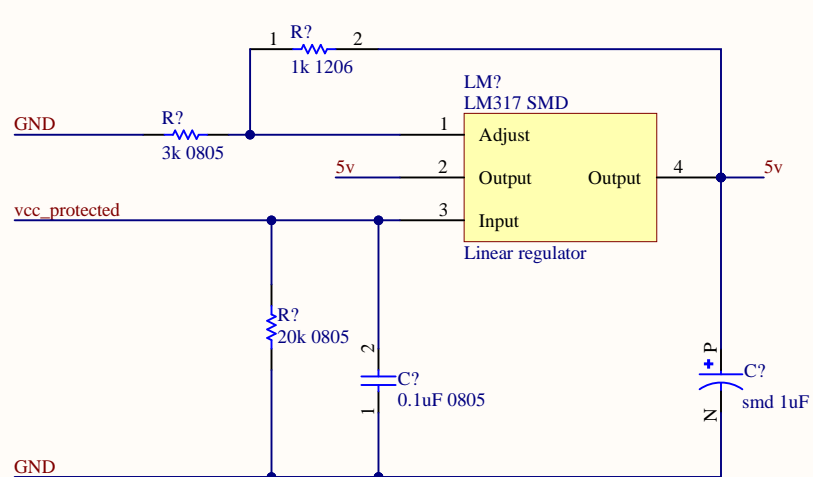 R?
1 2
1k 1206
LM?
LM317 SMD
GND
R?
3k 0805
1 Adjust
5v 2 Output Output 4 5v
vcc_protected 3 Input
Linear regulator
R?
20k 0805
2
C?
0.1uF 0805
1
P
+
C?
smd 1uF
N
GND